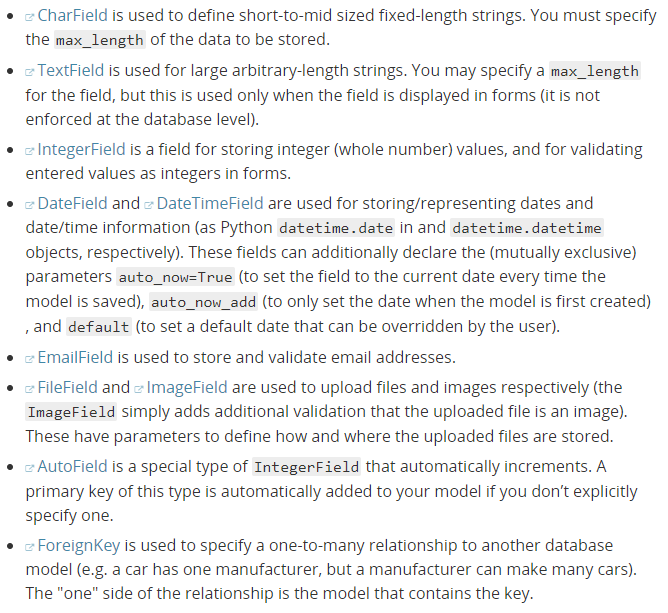 CharField is used to define short-to-mid sized fixed-length strings. You must specify
the max_length of the data to be stored.
TextField is used for large arbitrary-length strings. You may specify a max_length
for the field, but this is used only when the field is displayed in forms (it is not
enforced at the database level).
IntegerField is a field for storing integer (whole number) values, and for validating
entered values as integers in forms.
DateField and DateTimeField are used for storing/representing dates and
date/time information (as Python datetime.date in and datetime.datetime
objects, respectively). These fields can additionally declare the (mutually exclusive)
parameters auto_now=True (to set the field to the current date every time the
model is saved), auto_now_add (to only set the date when the model is first created)
, and default (to set a default date that can be overridden by the user).
EmailField is used to store and validate email addresses.
FileField and ImageField are used to upload files and images respectively (the
ImageField simply adds additional validation that the uploaded file is an image).
These have parameters to define how and where the uploaded files are stored.
AutoField is a special type of IntegerField that automatically increments. A
primary key of this type is automatically added to your model if you don’t explicitly
specify one.
ForeignKey is used to specify a one-to-many relationship to another database
model (e.g. a car has one manufacturer, but a manufacturer can make many cars).
The "one" side of the relationship is the model that contains the key.